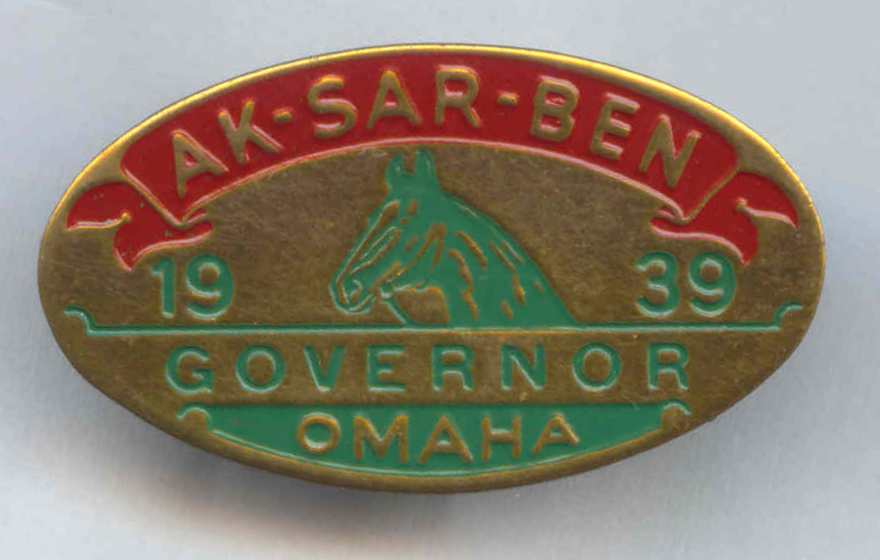 AK-SAR-BEN
19 39
GOVERNOR
OMAHA